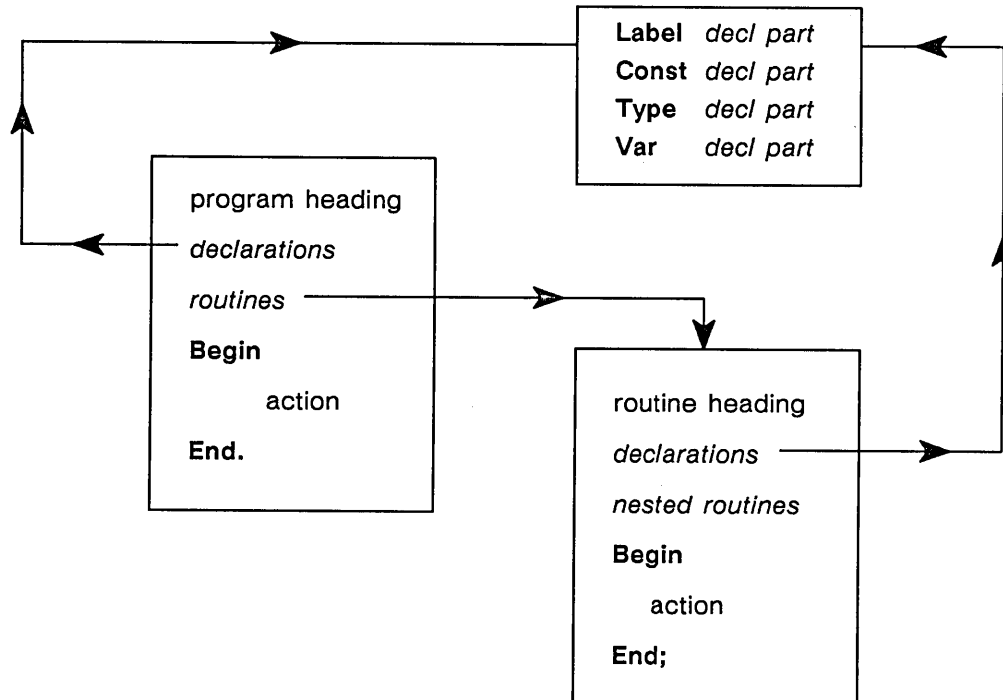 Label decl part
Const decl part
Type decl part
Var decl part
program heading
declarations
routines
Begin
action
End.
routine heading
declarations
nested routines
Begin
action
End;